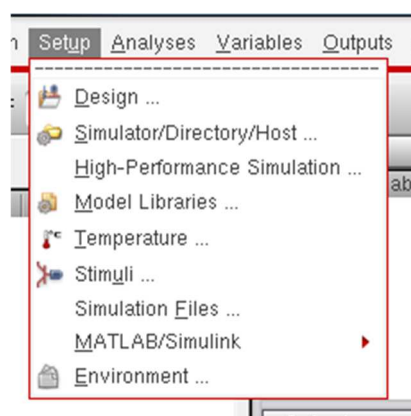 Setup Analyses Variables Outputs
Design ...
Simulator/Directory/Host ...
High-Performance Simulation ...
ab
Model Libraries ...
Temperature ...
Stimuli ...
Simulation Files ...
MATLAB/Simulink
Environment ...